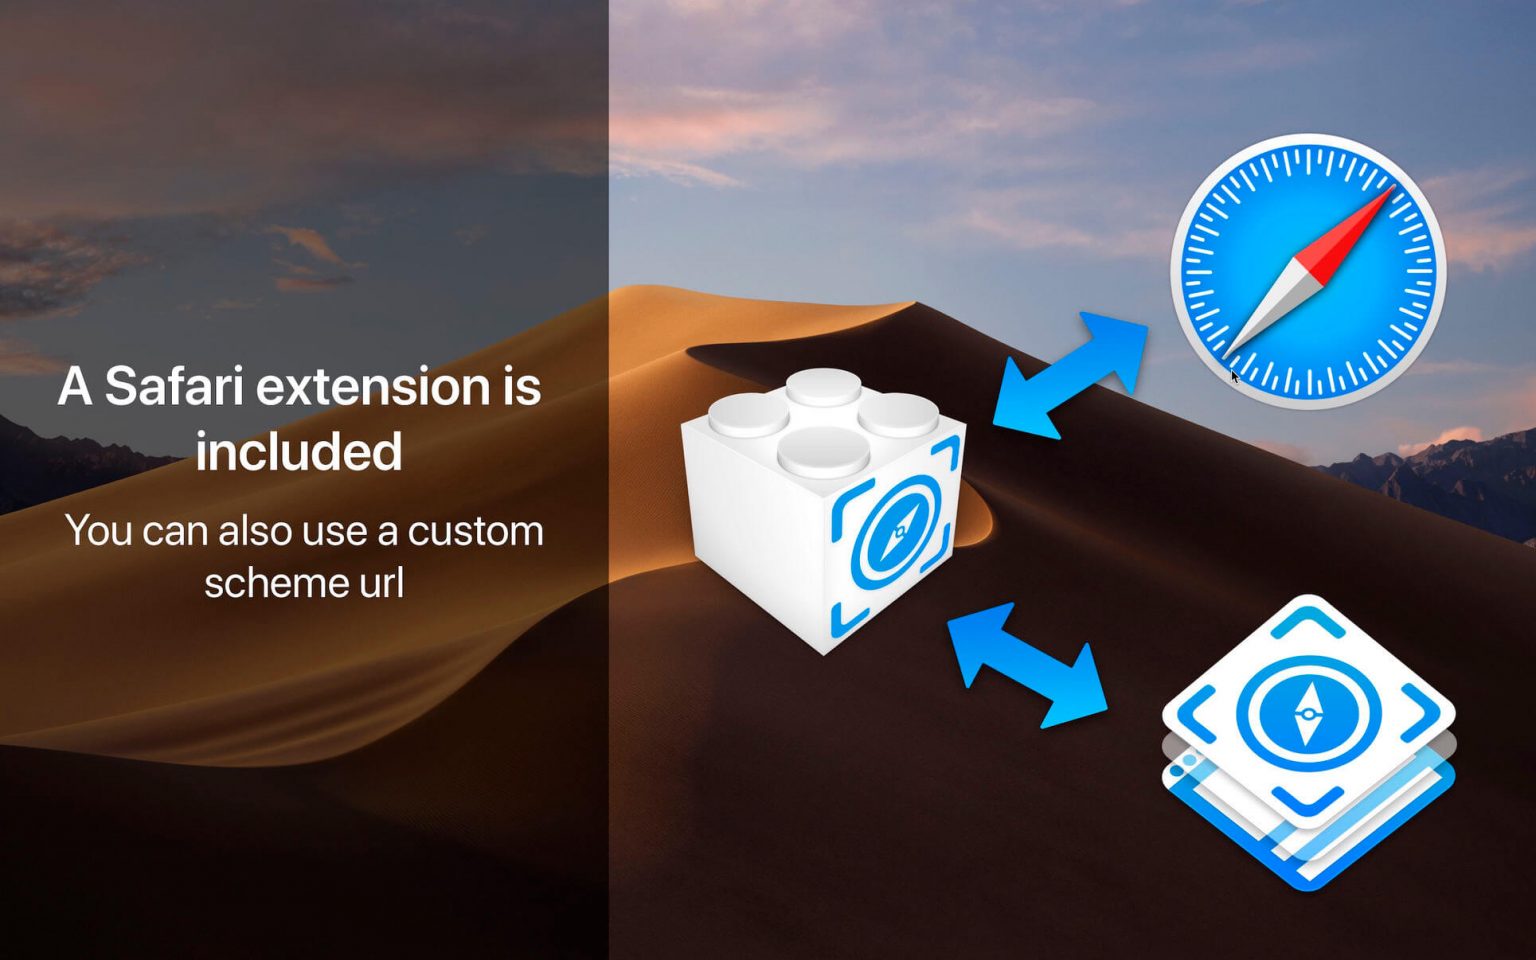 A Safari extension is
included
You can also use a custom
scheme url